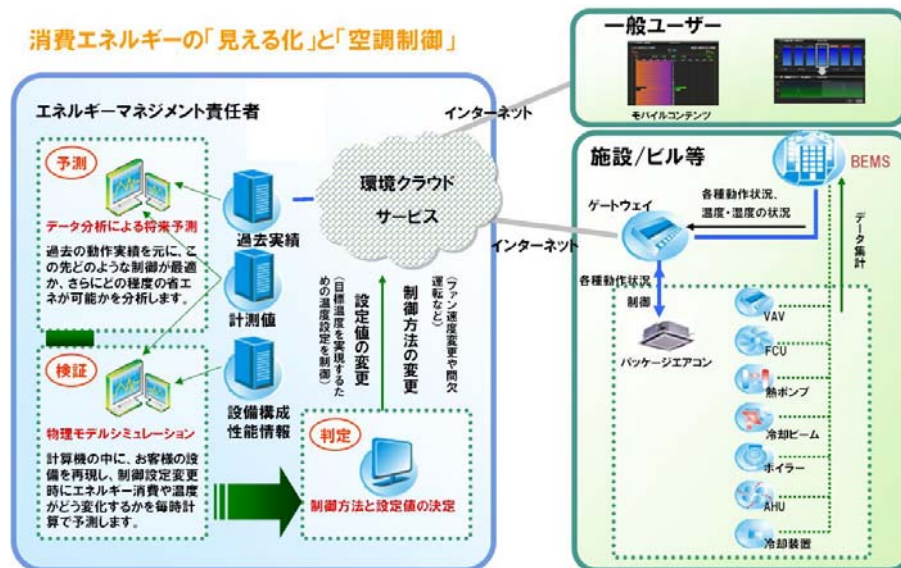 消費エネルギーの「見える化」と「空調制御」
エネルギーマネジメント責任者
予測
データ分析による将来予測
過去の動作実績を元に、こ
の先どのような制御が最適
か、さらにどの程度の省エ
ネが可能かを分析します。
検証
物理モデルシミュレーション
計算機の中に、お客様の設
備を再現し、制御設定変更
時にエネルギー消費や温度
がどう変化するかを毎時計
算で予測します。
過去実績
計測値
設備構成
性能情報
判定
制御方法と設定値の決定
環境クラウド
サービス
設定値の変更
（目標温度を実現するた
めの温度設定を制御）
制御方法の変更
（ファン速度変更や間欠
運転など）
インターネット
インターネット
一般ユーザー
モバイルコンテンツ
施設/ビル等
BEMS
各種動作状況、
温度・湿度の状況
ゲートウェイ
データ集計
各種動作状況
制御
パッケージエアコン
VAV
FCU
熱ポンプ
冷却ビーム
ボイラー
AHU
冷却装置